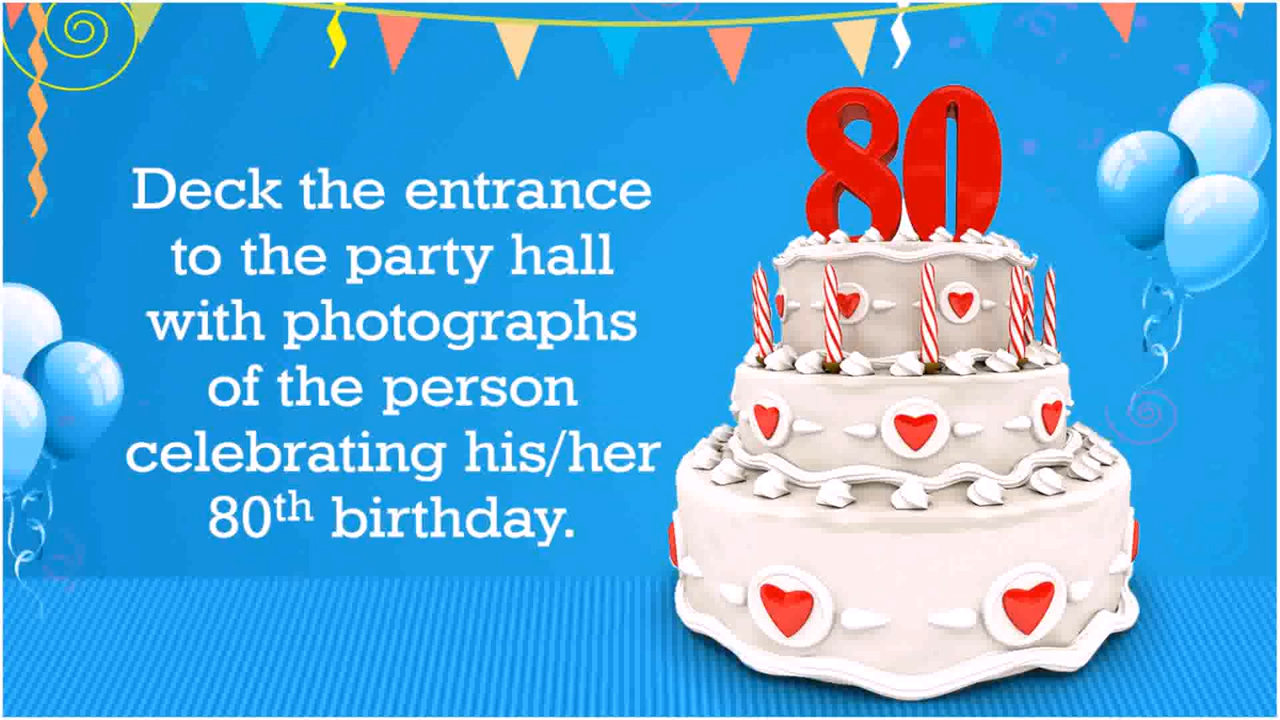 Deck the entrance
to the party hall
with photographs
of the person
celebrating his/her
80th birthday.
80